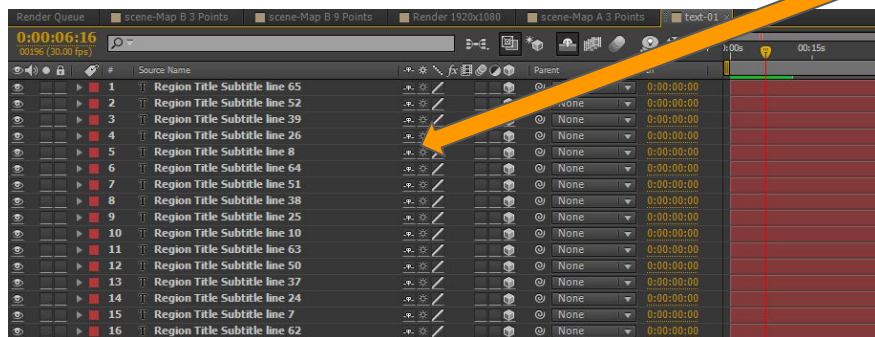 Render Queue scene-Map B 3 Points scene-Map B 9 Points Render 1920x1080 scene-Map A 3 Points text-01 ×
0:00:06:16
00196 (30.00 fps) 00s 00:15s
# Source Name fx Parent
1 T Region Title Subtitle line 65 0:00:00:00
2 T Region Title Subtitle line 52 None 0:00:00:00
3 T Region Title Subtitle line 39 None 0:00:00:00
4 T Region Title Subtitle line 26 None 0:00:00:00
5 T Region Title Subtitle line 8 None 0:00:00:00
6 T Region Title Subtitle line 64 None 0:00:00:00
7 T Region Title Subtitle line 51 None 0:00:00:00
8 T Region Title Subtitle line 38 None 0:00:00:00
9 T Region Title Subtitle line 25 None 0:00:00:00
10 T Region Title Subtitle line 10 None 0:00:00:00
11 T Region Title Subtitle line 63 None 0:00:00:00
12 T Region Title Subtitle line 50 None 0:00:00:00
13 T Region Title Subtitle line 37 None 0:00:00:00
14 T Region Title Subtitle line 24 None 0:00:00:00
15 T Region Title Subtitle line 7 None 0:00:00:00
16 T Region Title Subtitle line 62 None 0:00:00:00